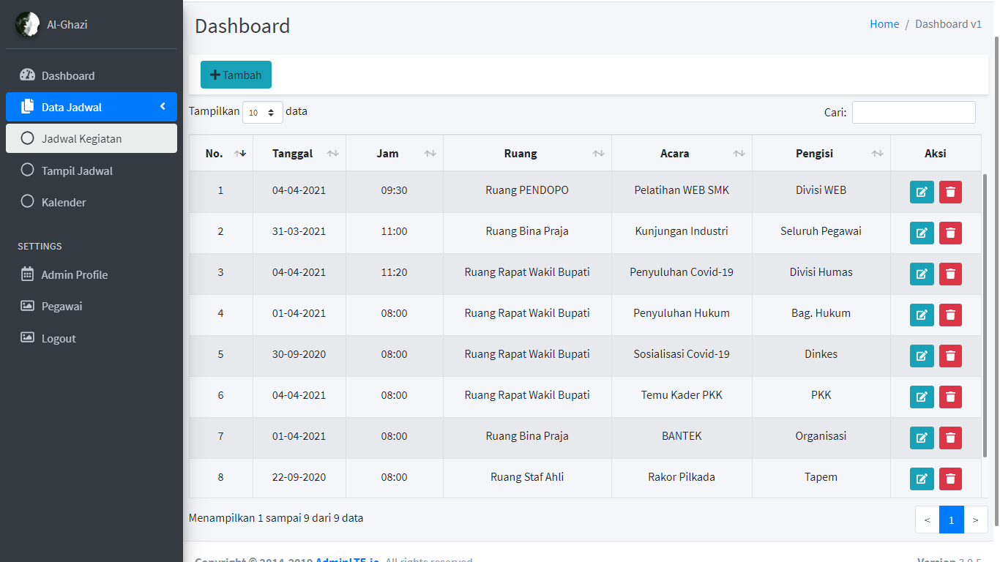 Al-Ghazi
Dashboard
Data Jadwal
Jadwal Kegiatan
Tampil Jadwal
Kalender
SETTINGS
Admin Profile
Pegawai
Logout
Dashboard
Home / Dashboard v1
+ Tambah
Tampilkan 10 data
Cari:
No. Tanggal Jam Ruang Acara Pengisi Aksi
1 04-04-2021 09:30 Ruang PENDOPO Pelatihan WEB SMK Divisi WEB
2 31-03-2021 11:00 Ruang Bina Praja Kunjungan Industri Seluruh Pegawai
3 04-04-2021 11:20 Ruang Rapat Wakil Bupati Penyuluhan Covid-19 Divisi Humas
4 01-04-2021 08:00 Ruang Rapat Wakil Bupati Penyuluhan Hukum Bag. Hukum
5 30-09-2020 08:00 Ruang Rapat Wakil Bupati Sosialisasi Covid-19 Dinkes
6 04-04-2021 08:00 Ruang Rapat Wakil Bupati Temu Kader PKK PKK
7 01-04-2021 08:00 Ruang Bina Praja BANTEK Organisasi
8 22-09-2020 08:00 Ruang Staf Ahli Rakor Pilkada Tapem
Menampilkan 1 sampai 9 dari 9 data
< 1 >
Copyright © 2014-2019 AdminLTE.io. All rights reserved.
Version 3.0.5